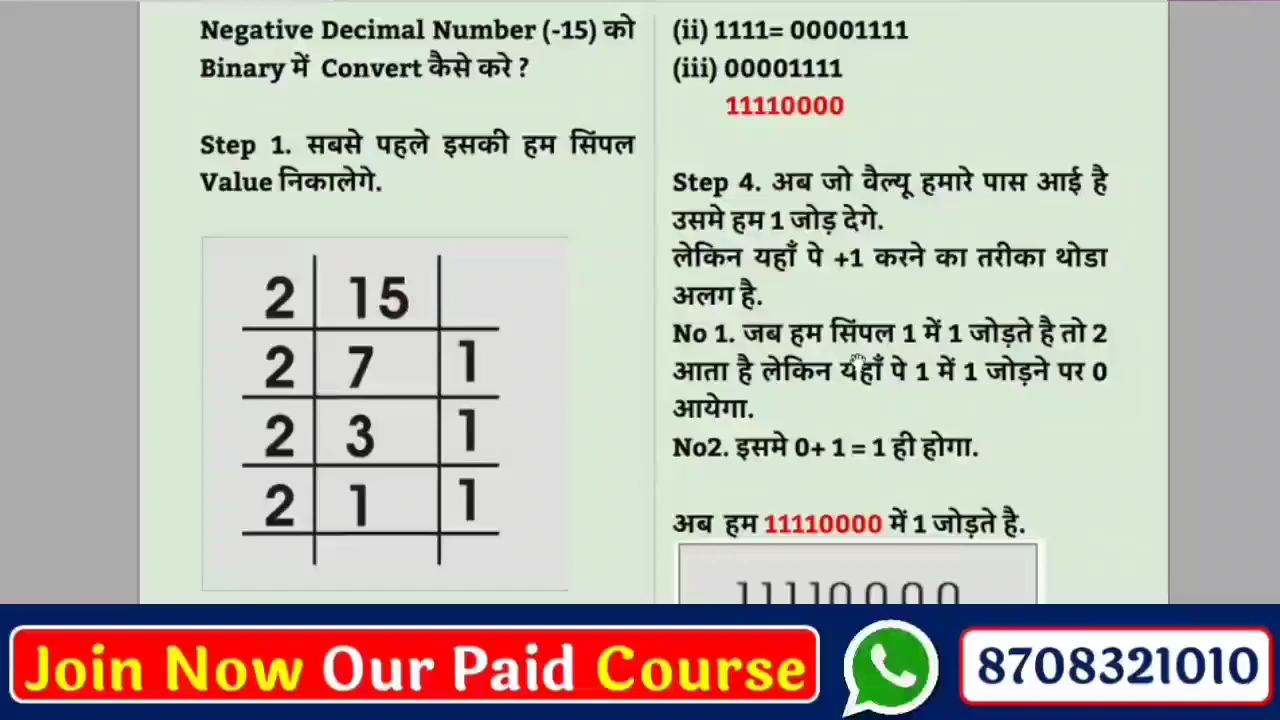 Negative Decimal Number (-15) को
Binary में Convert कैसे करे ?
Step 1. सबसे पहले इसकी हम सिंपल
Value निकालेगे.
2 15
2 7 1
2 3 1
2 1 1
(ii) 1111= 00001111
(iii) 00001111
11110000
Step 4. अब जो वैल्यू हमारे पास आई है
उसमे हम 1 जोड़ देगे.
लेकिन यहाँ पे +1 करने का तरीका थोडा
अलग है.
No 1. जब हम सिंपल 1 में 1 जोड़ते है तो 2
आता है लेकिन यहाँ पे 1 में 1 जोड़ने पर 0
आयेगा.
No2. इसमे 0+ 1 = 1 ही होगा.
अब हम 11110000 में 1 जोड़ते है.
11110000
Join Now Our Paid Course
8708321010